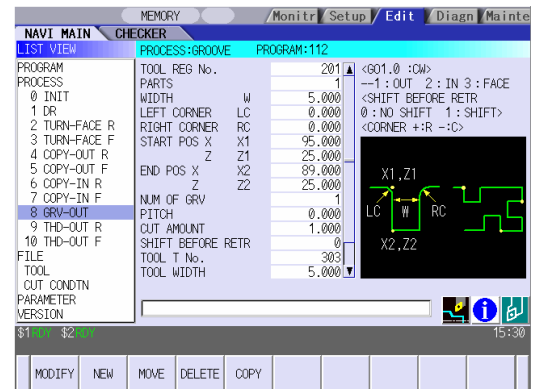 MEMORY Monitr Setup Edit Diagn Mainte
NAVI MAIN CHECKER
LIST VIEW PROCESS:GROOVE PROGRAM:112
PROGRAM
PROCESS
0 INIT
1 DR
2 TURN-FACE R
3 TURN-FACE F
4 COPY-OUT R
5 COPY-OUT F
6 COPY-IN R
7 COPY-IN F
8 GRV-OUT
9 THD-OUT R
10 THD-OUT F
FILE
TOOL
CUT CONDTN
PARAMETER
VERSION
TOOL REG No. 201
PARTS 1
WIDTH W 5.000
LEFT CORNER LC 0.000
RIGHT CORNER RC 0.000
START POS X X1 95.000
Z Z1 25.000
END POS X X2 89.000
Z Z2 25.000
NUM OF GRV 1
PITCH 0.000
CUT AMOUNT 1.000
SHIFT BEFORE RETR 0
TOOL T No. 303
TOOL WIDTH 5.000
<GO1.0 :CW>
--1:OUT 2:IN 3:FACE
<SHIFT BEFORE RETR
0:NO SHIFT 1:SHIFT>
<CORNER +:R -:C>
X1,Z1
LC W RC
X2,Z2
$1RDY $2RDY 15:30
MODIFY NEW MOVE DELETE COPY